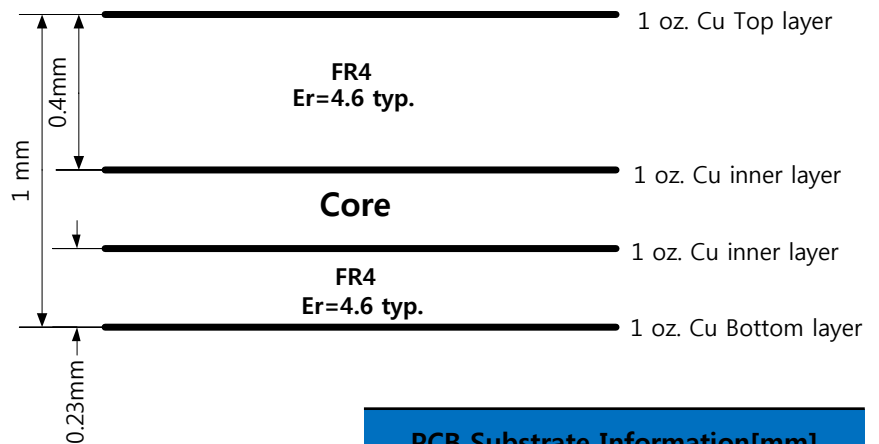 1 oz. Cu Top layer
FR4
Er=4.6 typ.
0.4mm
1 mm
1 oz. Cu inner layer
Core
1 oz. Cu inner layer
FR4
Er=4.6 typ.
1 oz. Cu Bottom layer
0.23mm
PCB Substrate Information[mm]